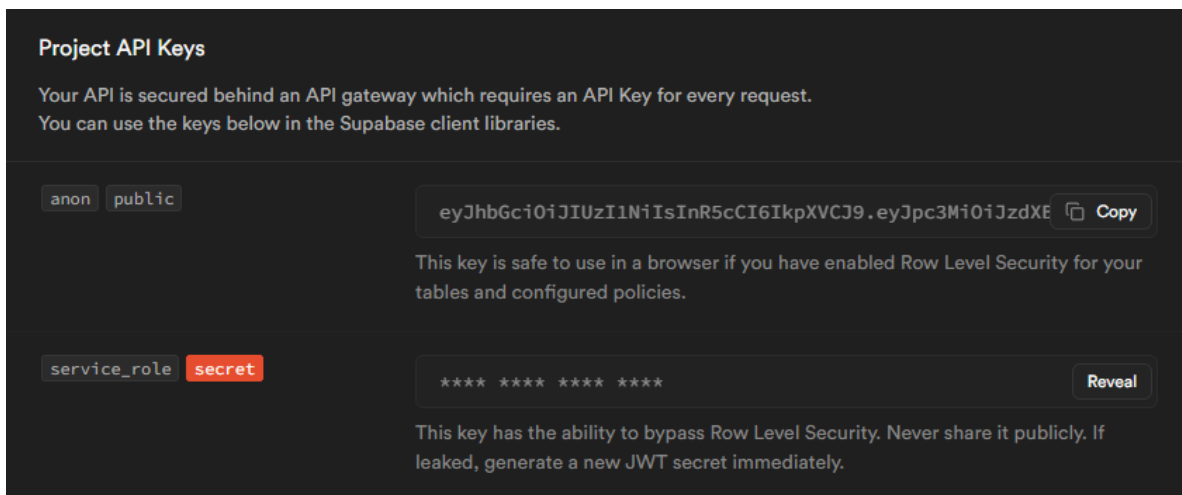 Project API Keys
Your API is secured behind an API gateway which requires an API Key for every request.
You can use the keys below in the Supabase client libraries.
anon public
eyJhbGciOiJIUzI1NiIsInR5cCI6IkpXVCJ9.eyJpc3MiOiJzdXE Copy
This key is safe to use in a browser if you have enabled Row Level Security for your
tables and configured policies.
service_role secret
**** **** **** **** Reveal
This key has the ability to bypass Row Level Security. Never share it publicly. If
leaked, generate a new JWT secret immediately.